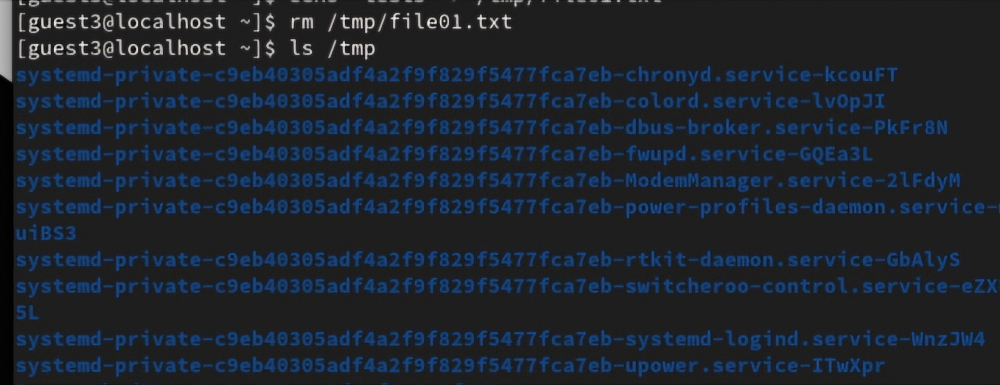 [guest3@localhost ~]$ rm /tmp/file01.txt
[guest3@localhost ~]$ ls /tmp
systemd-private-c9eb40305adf4a2f9f829f5477fca7eb-chronyd.service-kcouFT
systemd-private-c9eb40305adf4a2f9f829f5477fca7eb-colord.service-lvOpJI
systemd-private-c9eb40305adf4a2f9f829f5477fca7eb-dbus-broker.service-PkFr8N
systemd-private-c9eb40305adf4a2f9f829f5477fca7eb-fwupd.service-GQEa3L
systemd-private-c9eb40305adf4a2f9f829f5477fca7eb-ModemManager.service-2lFdyM
systemd-private-c9eb40305adf4a2f9f829f5477fca7eb-power-profiles-daemon.service-
uiBS3
systemd-private-c9eb40305adf4a2f9f829f5477fca7eb-rtkit-daemon.service-GbAlyS
systemd-private-c9eb40305adf4a2f9f829f5477fca7eb-switcheroo-control.service-eZX
5L
systemd-private-c9eb40305adf4a2f9f829f5477fca7eb-systemd-logind.service-WnzJW4
systemd-private-c9eb40305adf4a2f9f829f5477fca7eb-upower.service-ITwXpr